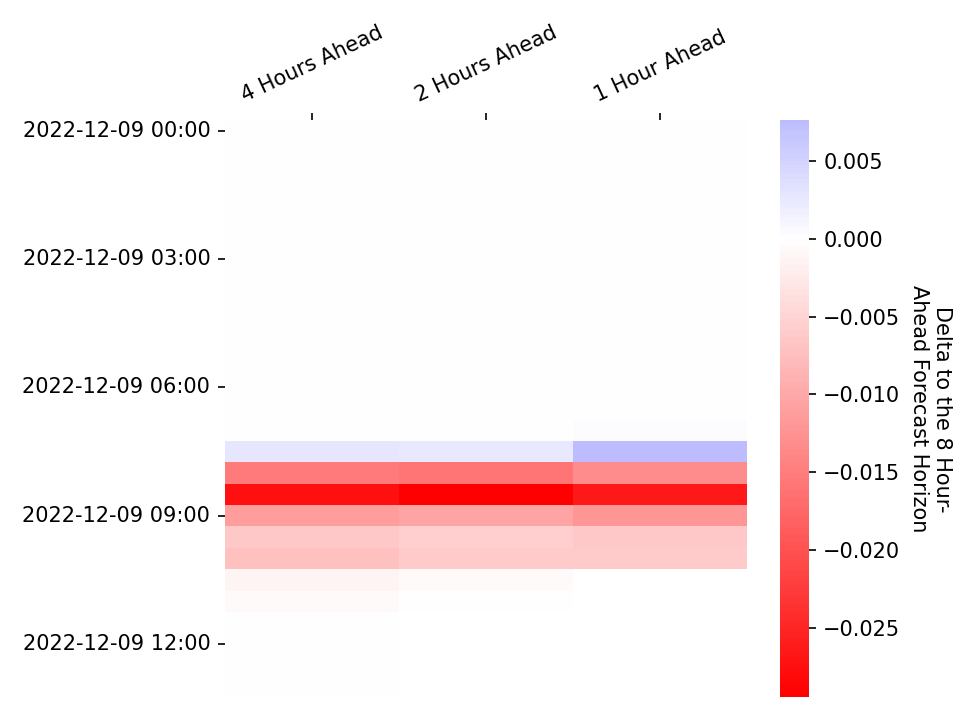 4 Hours Ahead
2 Hours Ahead
1 Hour Ahead
2022-12-09 00:00
2022-12-09 03:00
2022-12-09 06:00
2022-12-09 09:00
2022-12-09 12:00
0.005
0.000
−0.005
−0.010
−0.015
−0.020
−0.025
Delta to the 8 Hour-
Ahead Forecast Horizon